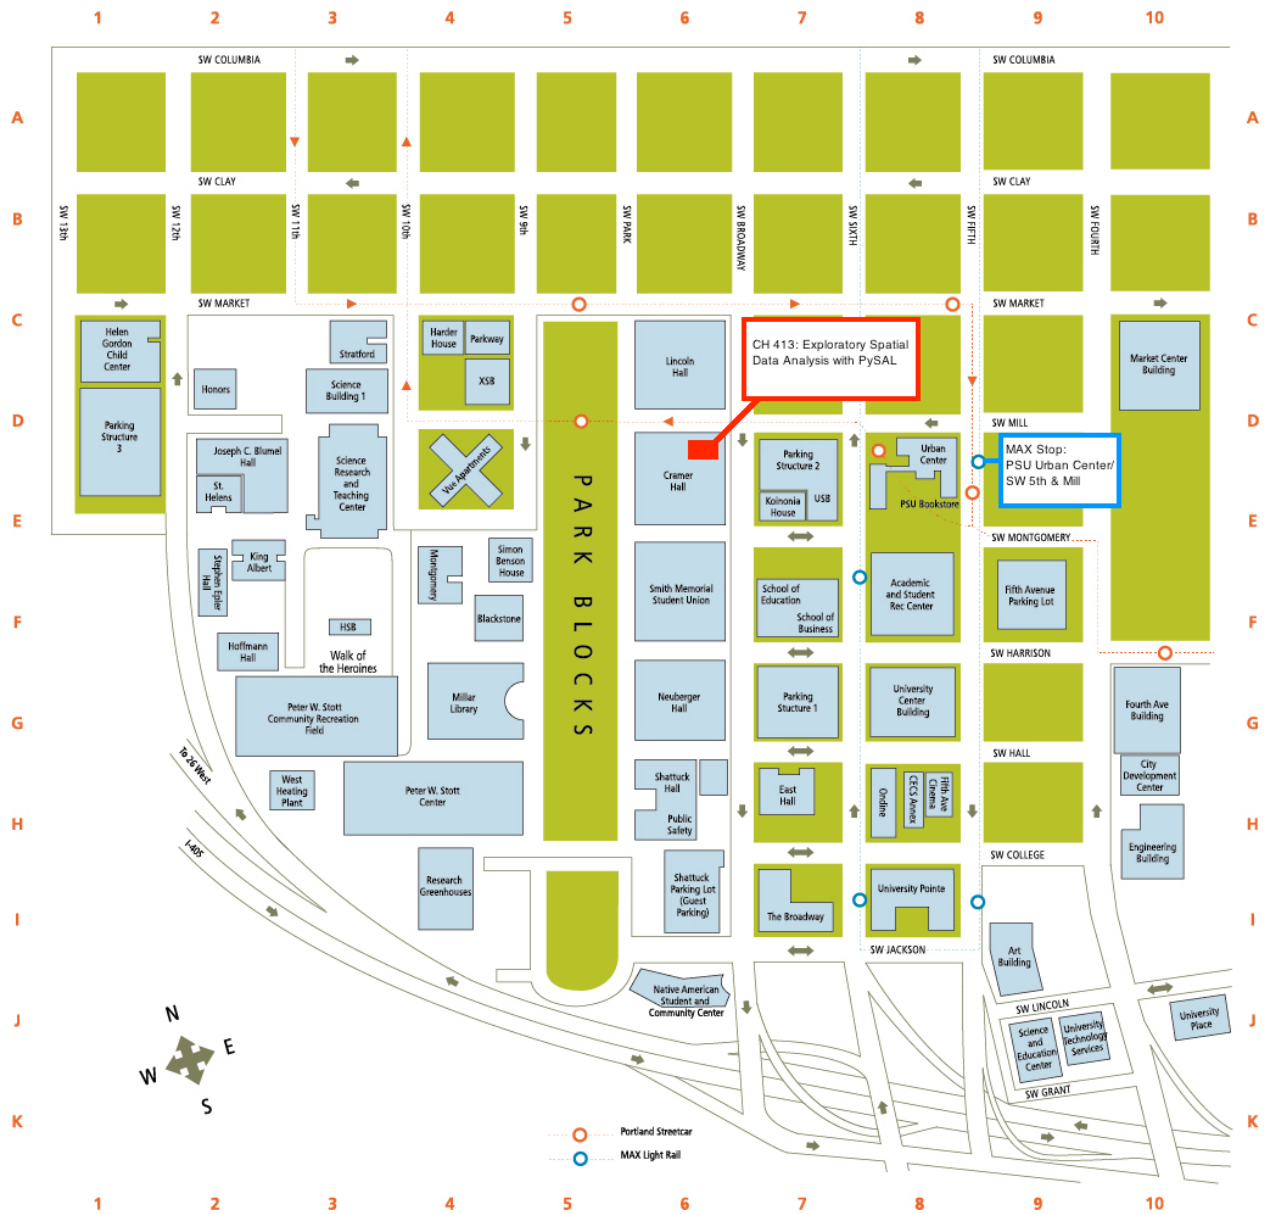 1 2 3 4 5 6 7 8 9 10
SW COLUMBIA
SW COLUMBIA
A
A
SW CLAY
SW CLAY
B
B
SW 13th
SW 12th
SW 11th
SW 10th
SW 9th
SW PARK
SW BROADWAY
SW SIXTH
SW FIFTH
SW FOURTH
SW MARKET
SW MARKET
C
C
Helen
Gordon
Child
Center
Stratford
Harder
House
Parkway
XSB
Lincoln
Hall
CH 413: Exploratory Spatial
Data Analysis with PySAL
Market Center
Building
Honors
Science
Building 1
D
D
SW MILL
Parking
Structure
3
Joseph C. Blumel
Hall
St.
Helens
Science
Research
and
Teaching
Center
Vue Apartments
PARK BLOCKS
Cramer
Hall
Parking
Structure 2
Koinonia
House
USB
Urban
Center
PSU Bookstore
MAX Stop:
PSU Urban Center/
SW 5th & Mill
E
E
SW MONTGOMERY
Stephen Epler
Hall
King
Albert
Montgomery
Simon
Benson
House
Blackstone
Smith Memorial
Student Union
School of
Education
School of
Business
Academic
and Student
Rec Center
Fifth Avenue
Parking Lot
F
F
HSB
Hoffmann
Hall
Walk of
the Heroines
SW HARRISON
Peter W. Stott
Community Recreation
Field
Millar
Library
Neuberger
Hall
Parking
Stucture 1
University
Center
Building
Fourth Ave
Building
G
G
To 26 West
SW HALL
West
Heating
Plant
Peter W. Stott
Center
Shattuck
Hall
Public
Safety
East
Hall
Ondine
CECS Annex
Fifth Ave
Cinema
City
Development
Center
H
H
I-405
SW COLLEGE
Engineering
Building
Research
Greenhouses
Shattuck
Parking Lot
(Guest
Parking)
The Broadway
University Pointe
I
I
SW JACKSON
Art
Building
Native American
Student and
Community Center
SW LINCOLN
J
J
Science
and
Education
Center
University
Technology
Services
University
Place
N
E
W
S
SW GRANT
K
K
Portland Streetcar
MAX Light Rail
1 2 3 4 5 6 7 8 9 10